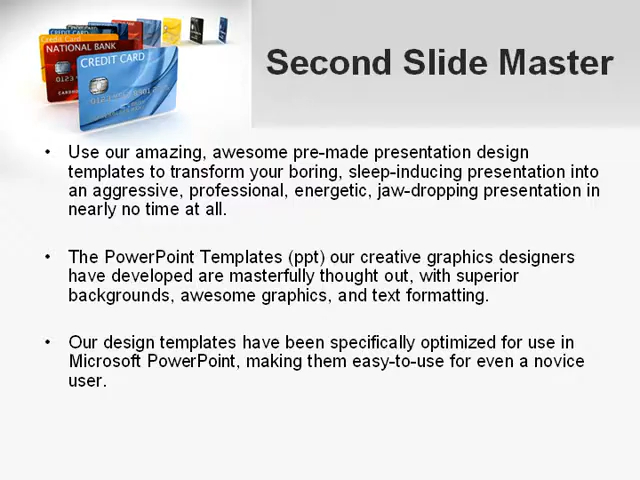 Credit Card
NATIONAL BANK
CREDIT CARD
Second Slide Master
• Use our amazing, awesome pre-made presentation design
templates to transform your boring, sleep-inducing presentation into
an aggressive, professional, energetic, jaw-dropping presentation in
nearly no time at all.
• The PowerPoint Templates (ppt) our creative graphics designers
have developed are masterfully thought out, with superior
backgrounds, awesome graphics, and text formatting.
• Our design templates have been specifically optimized for use in
Microsoft PowerPoint, making them easy-to-use for even a novice
user.